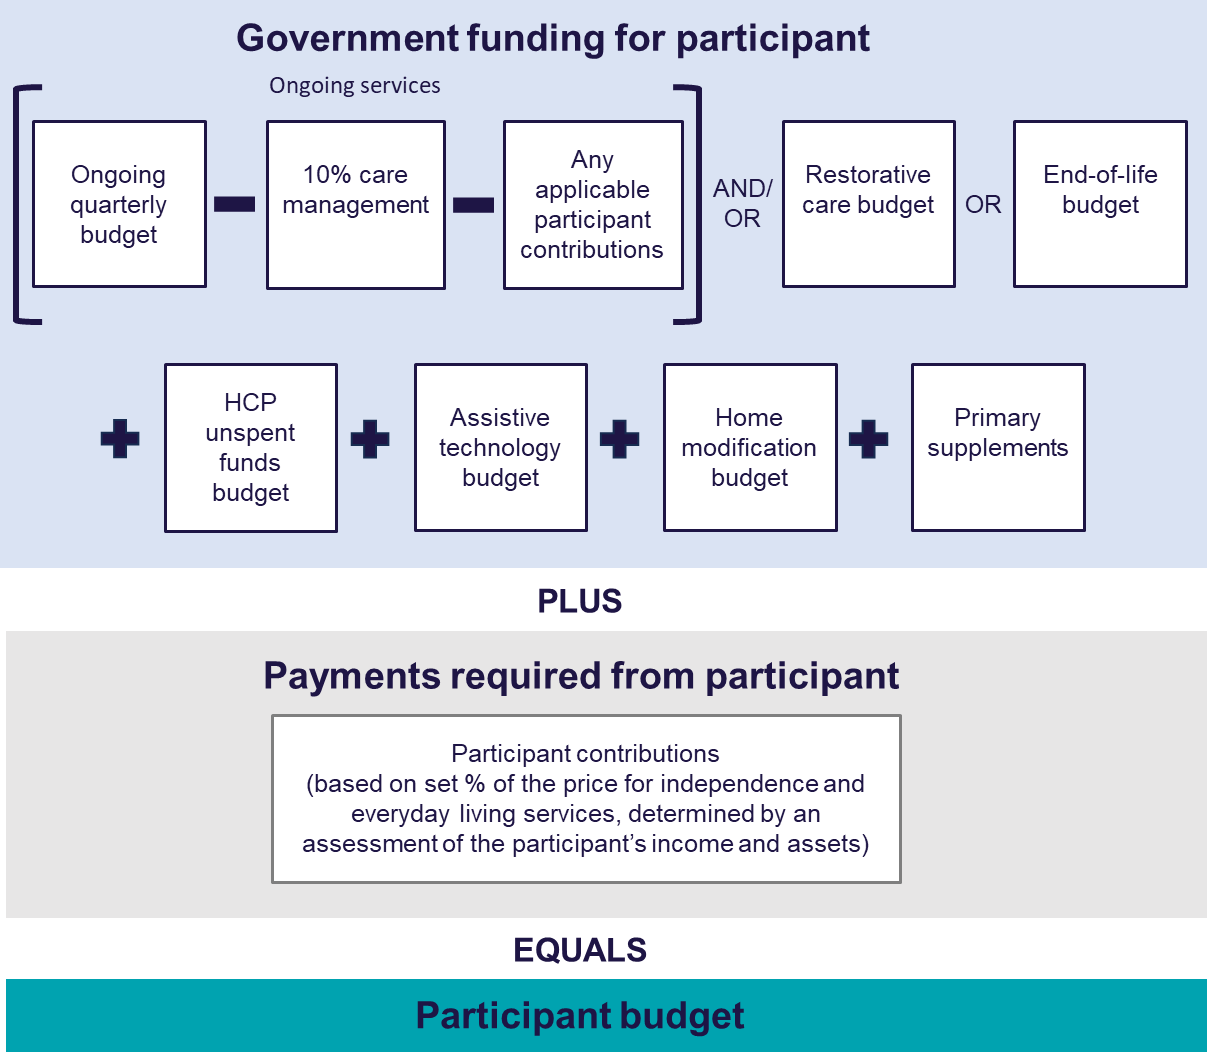 Government funding for participant
Ongoing services
Ongoing
quarterly
budget
10% care
management
Any
applicable
participant
contributions
AND/
OR
Restorative
care budget
OR
End-of-life
budget
HCP
unspent
funds
budget
Assistive
technology
budget
Home
modification
budget
Primary
supplements
PLUS
Payments required from participant
Participant contributions
(based on set % of the price for independence and
everyday living services, determined by an
assessment of the participant’s income and assets)
EQUALS
Participant budget